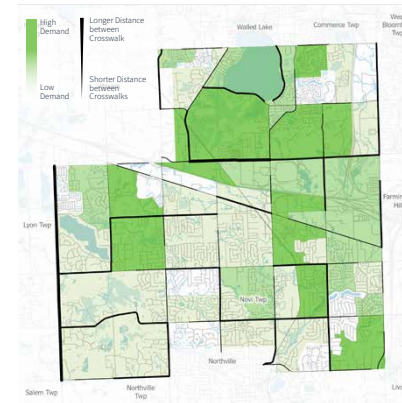 High
Demand
Low
Demand
Longer Distance
between
Crosswalk
Shorter Distance
between
Crosswalks
Walled Lake
Commerce Twp
Lyon Twp
Novi Twp
Northville
Northville
Twp
Salem Twp